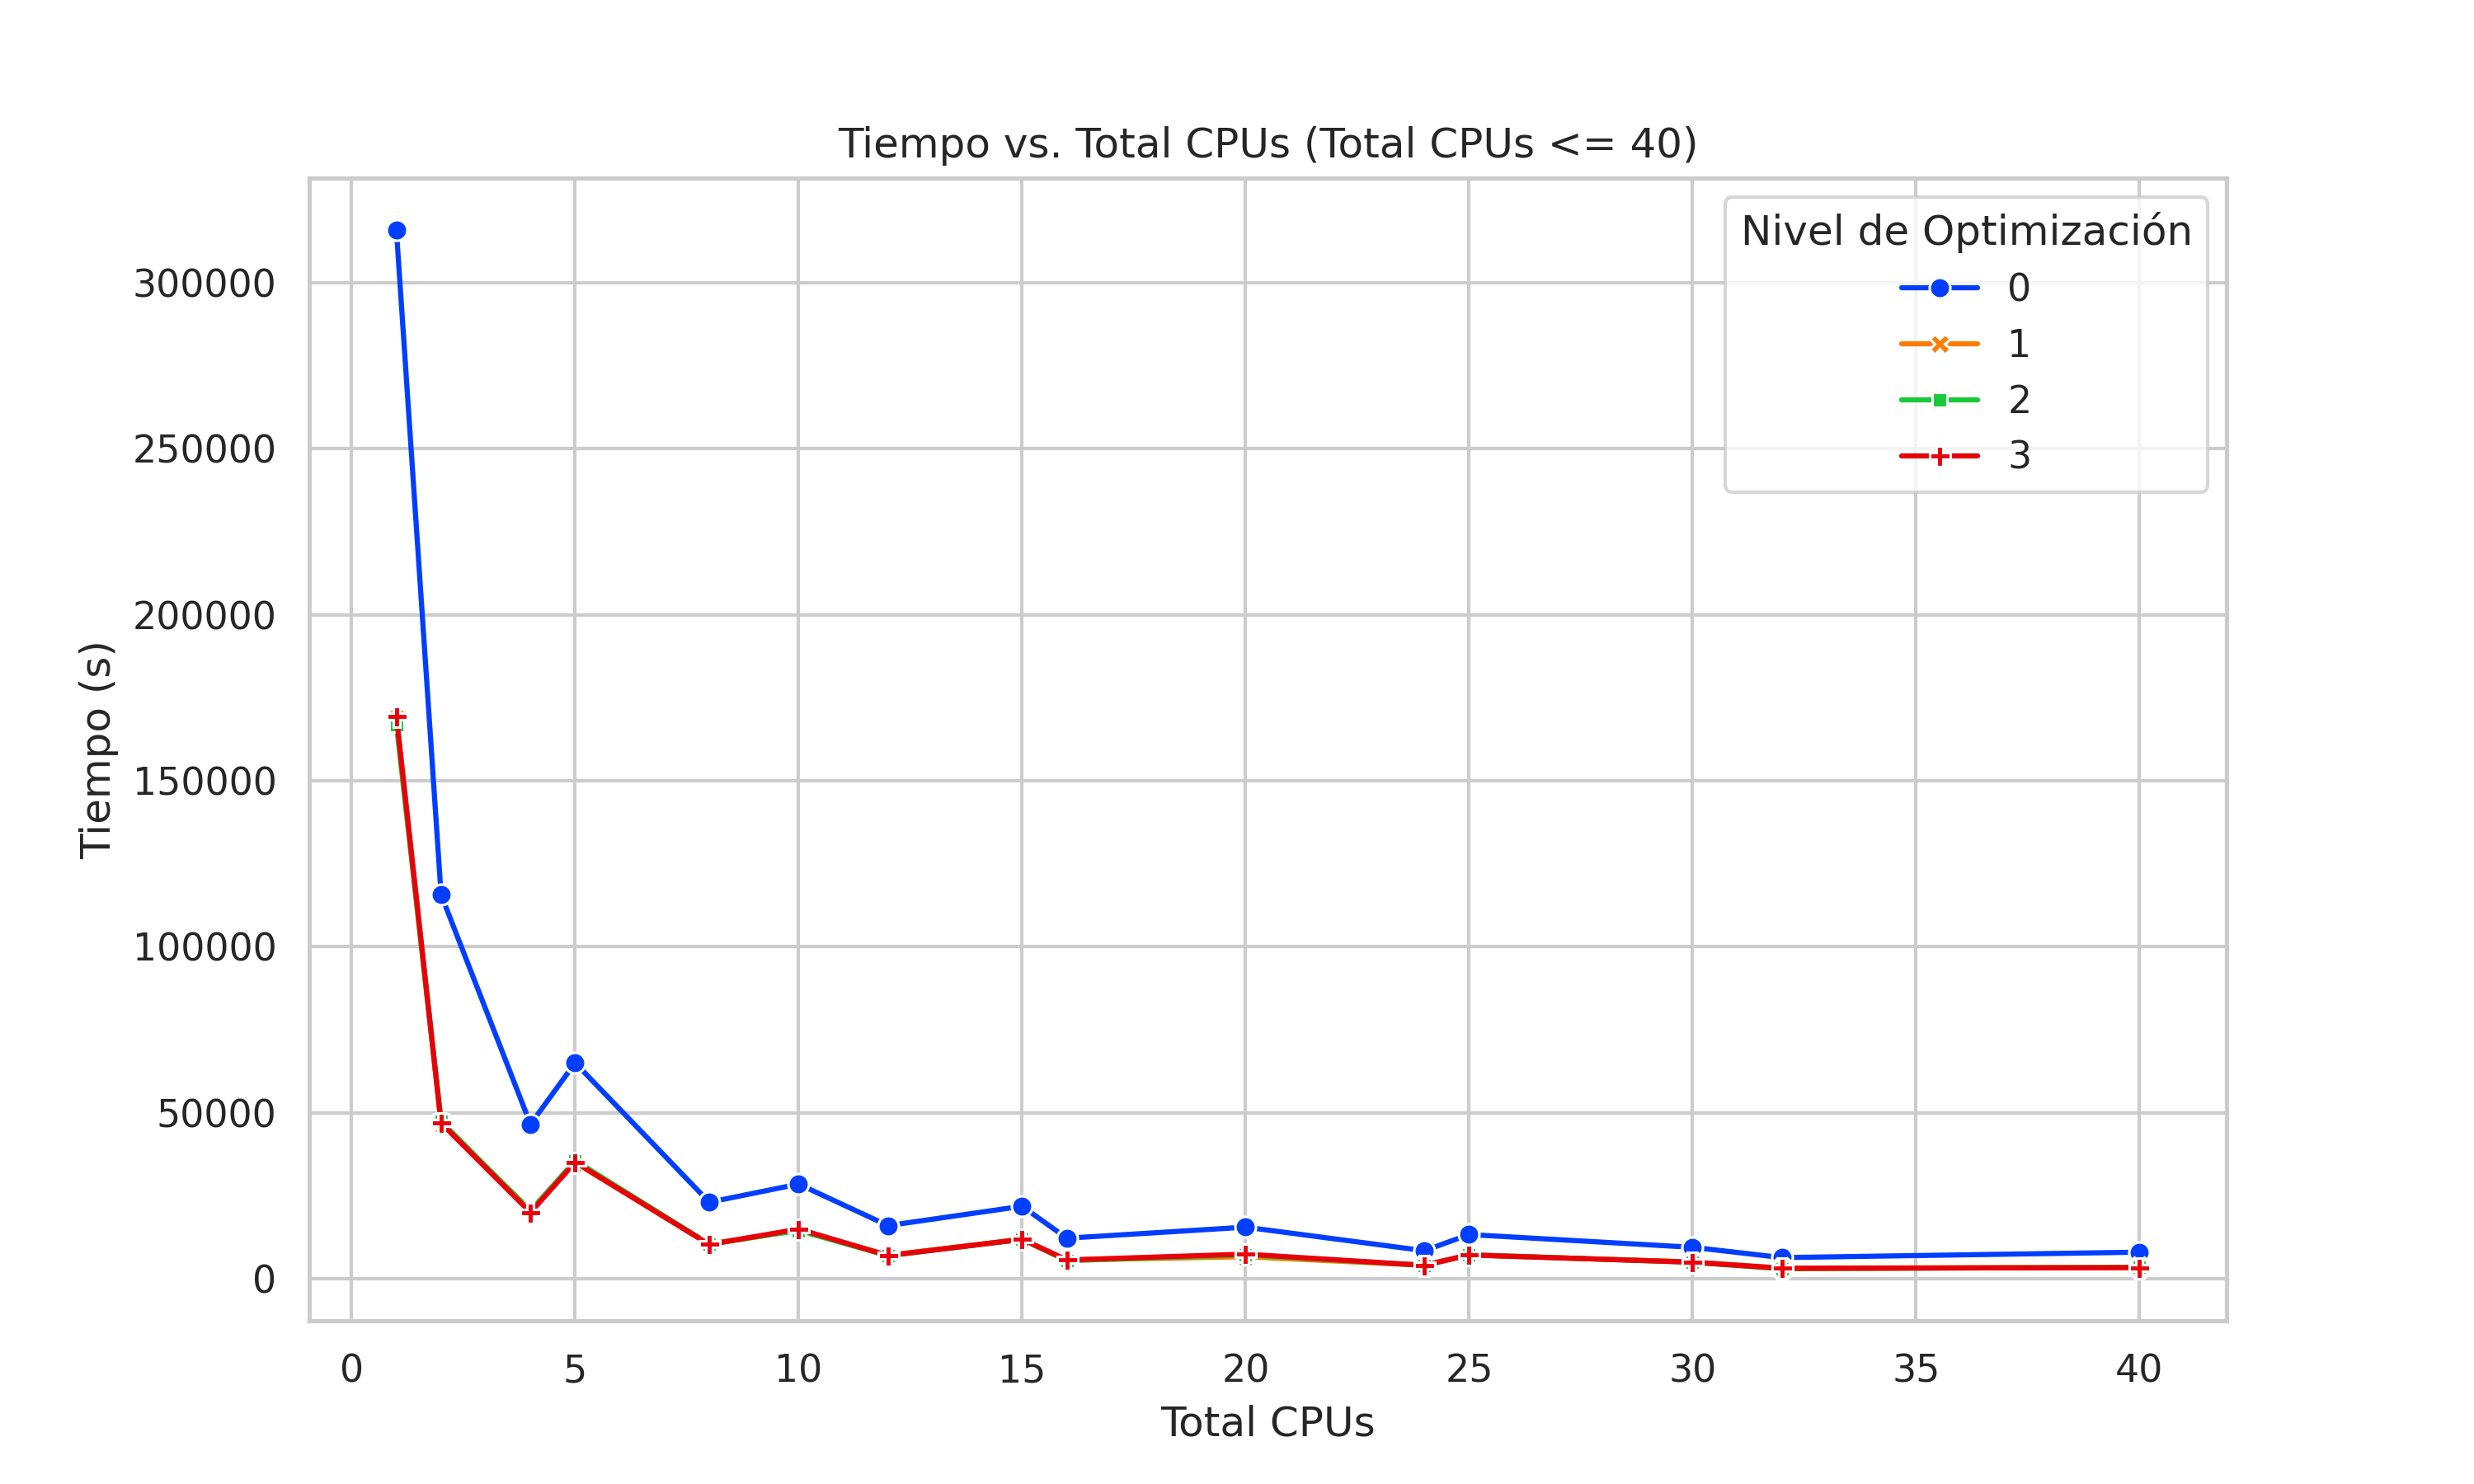 Tiempo vs. Total CPUs (Total CPUs <= 40)
Nivel de Optimización
0
1
2
3
Tiempo (s)
300000
250000
200000
150000
100000
50000
0
0 5 10 15 20 25 30 35 40
Total CPUs